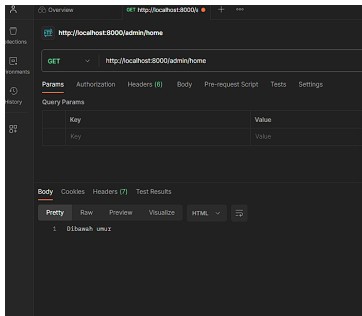 Overview
GET http://localhost:8000/a
http://localhost:8000/admin/home
GET
http://localhost:8000/admin/home
Params Authorization Headers (6) Body Pre-request Script Tests Settings
Query Params
Key Value
Key Value
History
Body Cookies Headers (7) Test Results
Pretty Raw Preview Visualize HTML
1 Dibawah umur